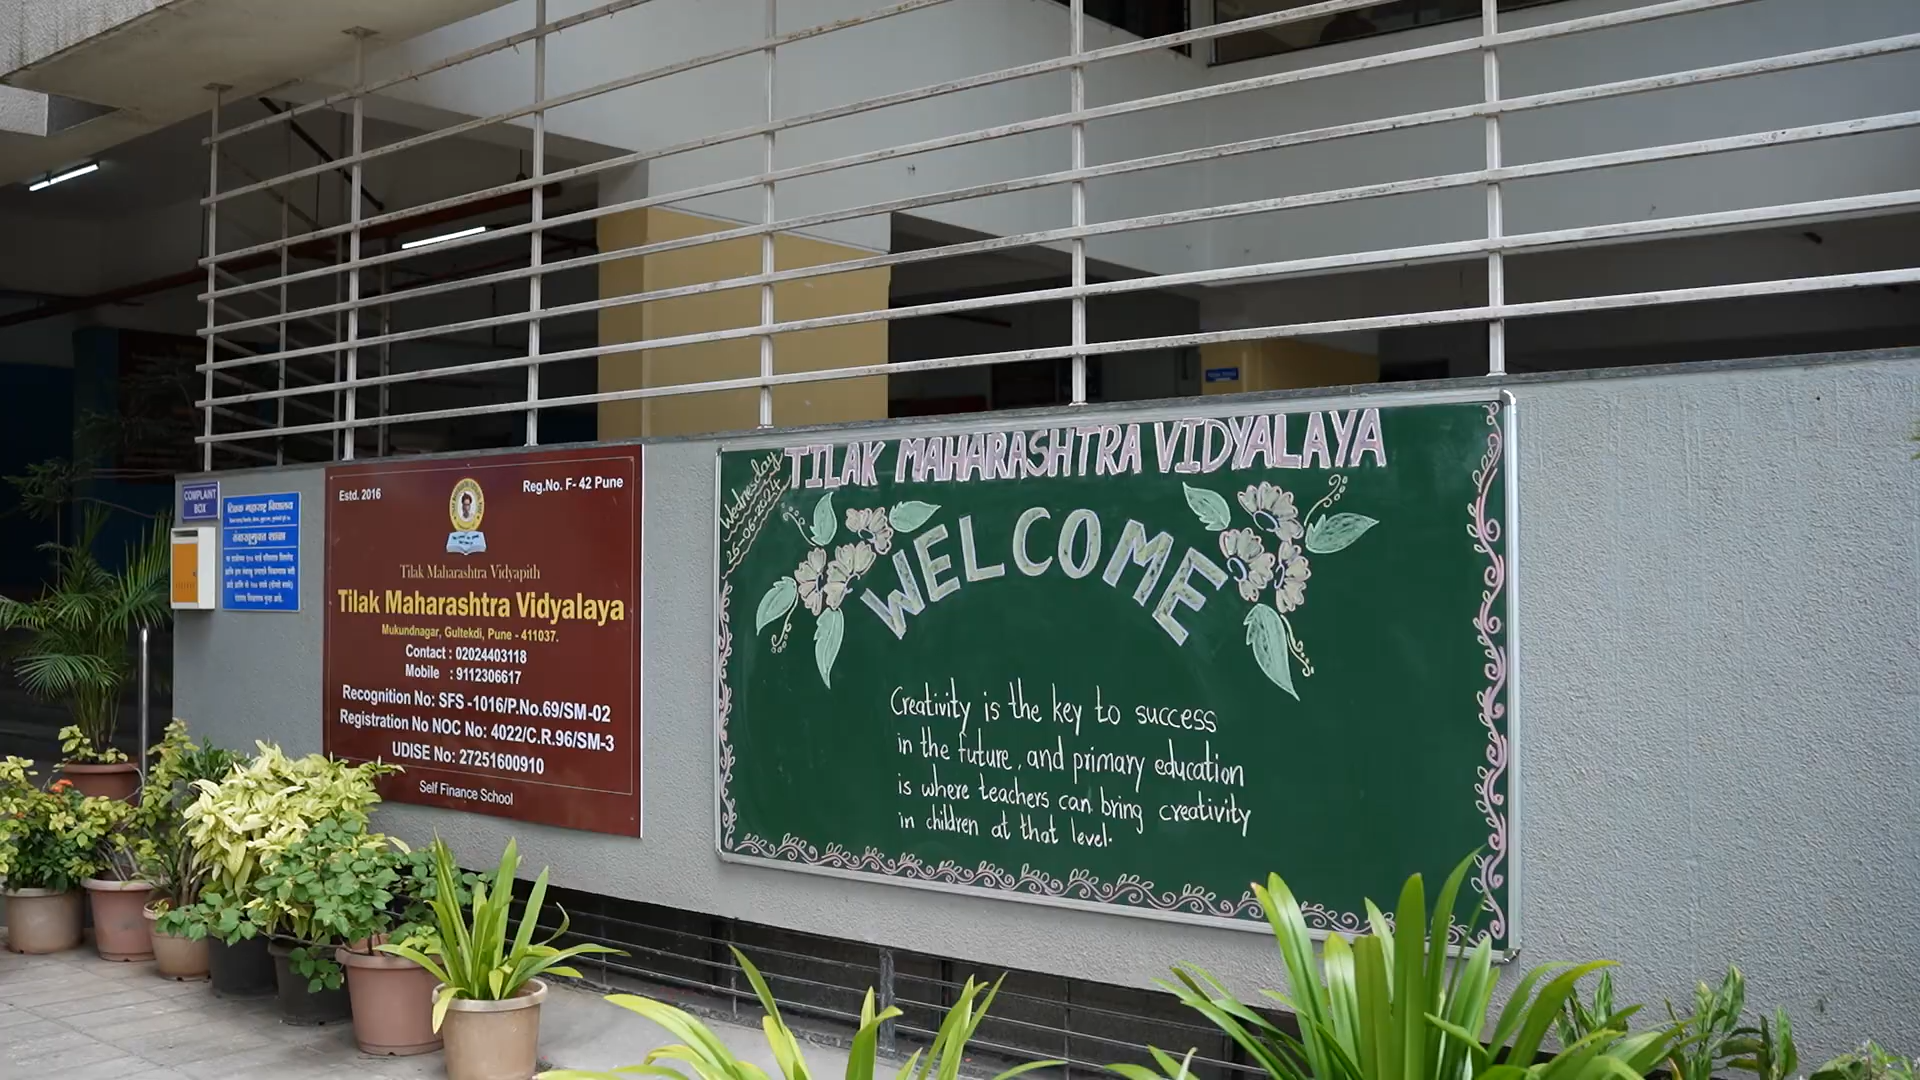 COMPLAINT
BOX
तंबाखूमुक्त शाळा
Estd. 2016
Reg.No. F- 42 Pune
Tilak Maharashtra Vidyapith
Tilak Maharashtra Vidyalaya
Mukundnagar, Gultekdi, Pune - 411037.
Contact : 02024403118
Mobile : 9112306617
Recognition No: SFS -1016/P.No.69/SM-02
Registration No NOC No: 4022/C.R.96/SM-3
UDISE No: 27251600910
Self Finance School
Wednesday
26-06-2024
TILAK MAHARASHTRA VIDYALAYA
WELCOME
Creativity is the key to success
in the future, and primary education
is where teachers can bring creativity
in children at that level.